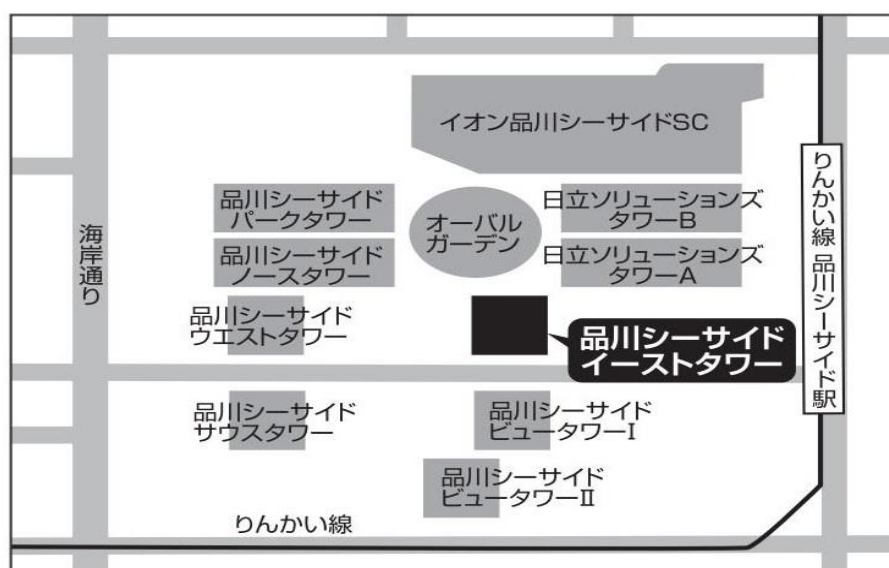 イオン品川シーサイドSC
品川シーサイド
パークタワー
オーバル
ガーデン
日立ソリューションズ
タワーB
品川シーサイド
ノースタワー
日立ソリューションズ
タワーA
海岸通り
りんかい線 品川シーサイド駅
品川シーサイド
ウエストタワー
品川シーサイド
イーストタワー
品川シーサイド
サウスタワー
品川シーサイド
ビュータワーI
品川シーサイド
ビュータワーII
りんかい線